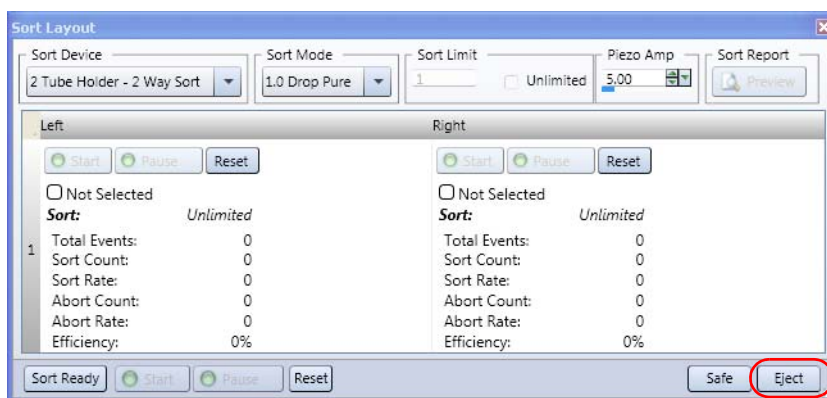 Sort Layout
Sort Device Sort Mode Sort Limit Piezo Amp Sort Report
2 Tube Holder - 2 Way Sort 1.0 Drop Pure 1 Unlimited 5.00 Preview
Left Right
Start Pause Reset Start Pause Reset
Not Selected Not Selected
Sort: Unlimited Sort: Unlimited
Total Events: 0 Total Events: 0
1 Sort Count: 0 Sort Count: 0
Sort Rate: 0 Sort Rate: 0
Abort Count: 0 Abort Count: 0
Abort Rate: 0 Abort Rate: 0
Efficiency: 0% Efficiency: 0%
Sort Ready Start Pause Reset Safe Eject